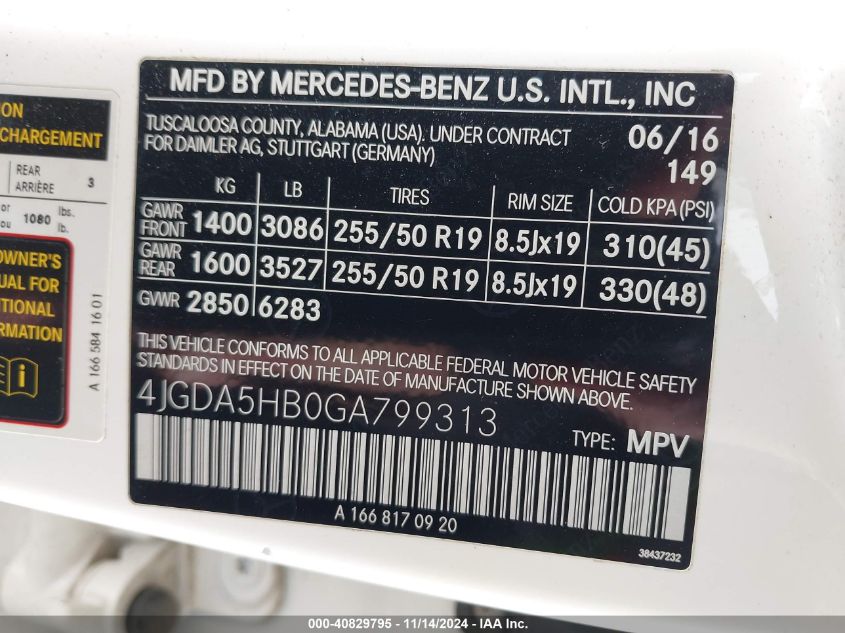 ION
CHARGEMENT
REAR
ARRIÈRE 3
or 1080 lbs.
ou lb.
OWNER'S
UAL FOR
ITIONAL
RMATION
A 166 584 16 01
MFD BY MERCEDES-BENZ U.S. INTL., INC
TUSCALOOSA COUNTY, ALABAMA (USA), UNDER CONTRACT 06/16
FOR DAIMLER AG, STUTTGART (GERMANY) 149
KG LB TIRES RIM SIZE COLD KPA (PSI)
GAWR FRONT 1400 3086 255/50 R19 8.5Jx19 310(45)
GAWR REAR 1600 3527 255/50 R19 8.5Jx19 330(48)
GVWR 2850 6283
THIS VEHICLE CONFORMS TO ALL APPLICABLE FEDERAL MOTOR VEHICLE SAFETY
STANDARDS IN EFFECT ON THE DATE OF MANUFACTURE SHOWN ABOVE.
4JGDA5HB0GA799313 TYPE: MPV
A 166 817 09 20
38437232
000-40829795 - 11/14/2024 - IAA Inc.